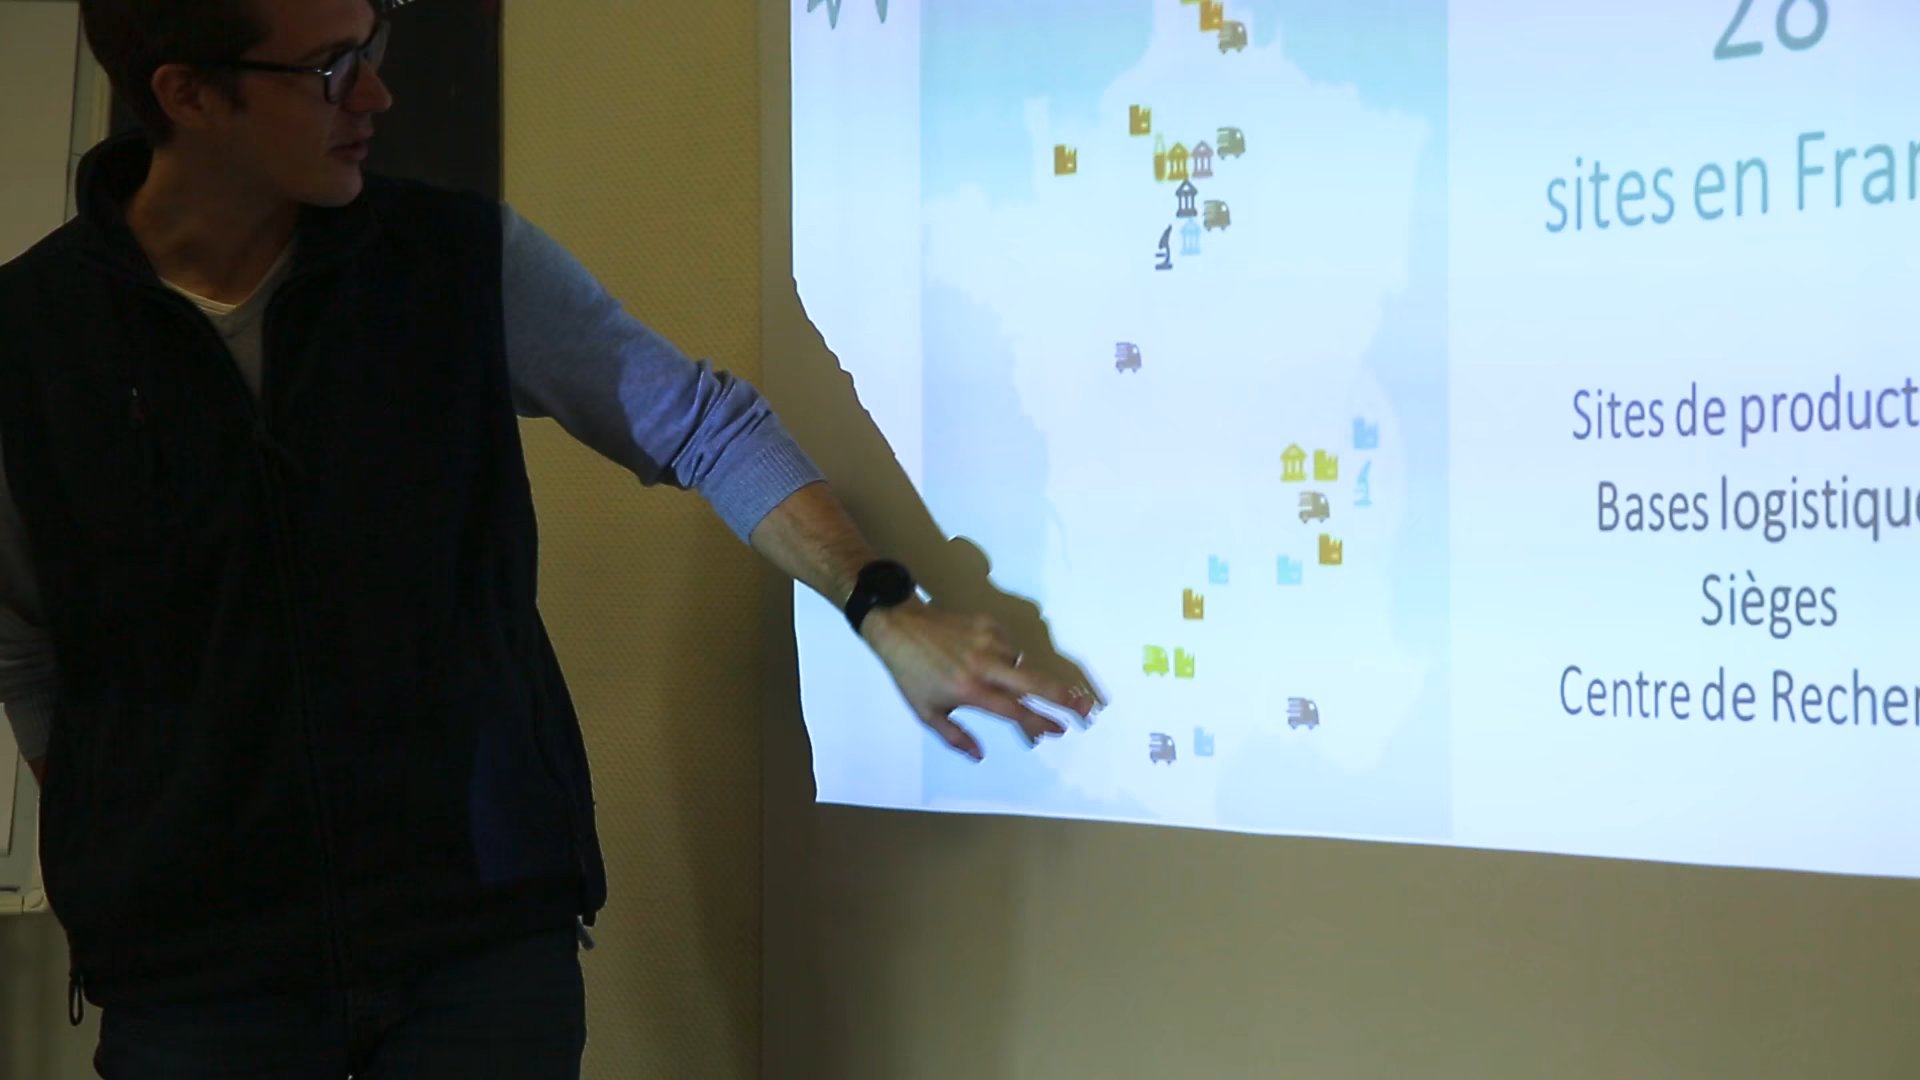 28
sites en Fran
Sites de product
Bases logistique
Sièges
Centre de Recher